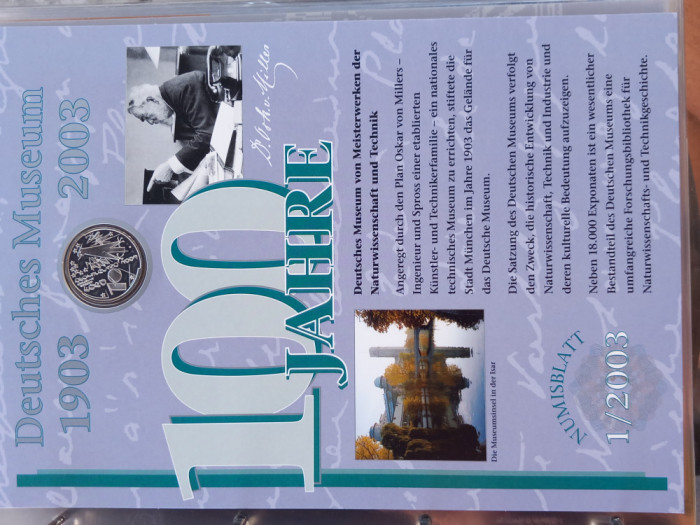 Deutsches Museum
1903 2003
Dr. Osk. v. Miller
100
JAHRE
Deutsches Museum von Meisterwerken der
Naturwissenschaft und Technik
Angeregt durch den Plan Oskar von Millers –
Ingenieur und Spross einer etablierten
Künstler- und Technikerfamilie – ein nationales
technisches Museum zu errichten, stiftete die
Stadt München im Jahre 1903 das Gelände für
das Deutsche Museum.
Die Satzung des Deutschen Museums verfolgt
den Zweck, die historische Entwicklung von
Naturwissenschaft, Technik und Industrie und
deren kulturelle Bedeutung aufzuzeigen.
Neben 18.000 Exponaten ist ein wesentlicher
Bestandteil des Deutschen Museums eine
umfangreiche Forschungsbibliothek für
Naturwissenschafts- und Technikgeschichte.
Die Museumsinsel in der Isar
NUMISBLATT
1/2003